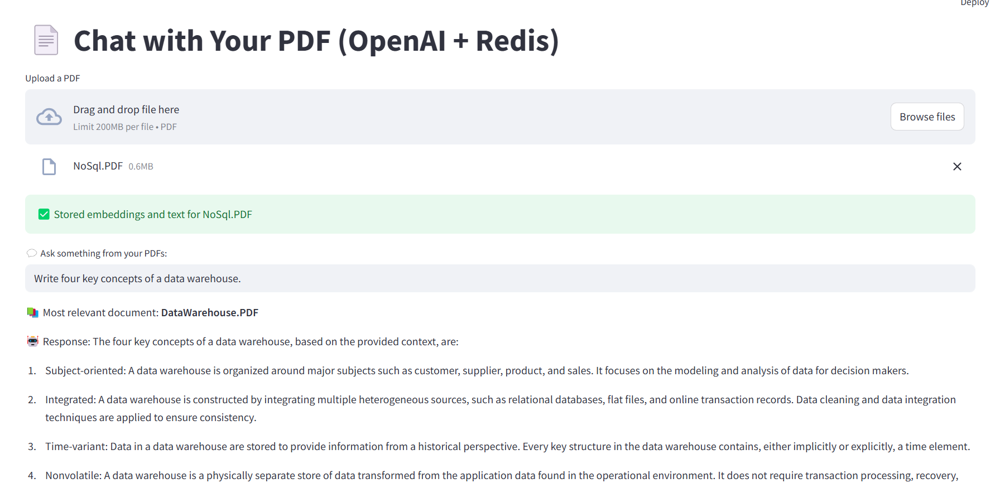 Deploy
Chat with Your PDF (OpenAI + Redis)
Upload a PDF
Drag and drop file here
Limit 200MB per file • PDF
Browse files
NoSql.PDF 0.6MB
Stored embeddings and text for NoSql.PDF
Ask something from your PDFs:
Write four key concepts of a data warehouse.
Most relevant document: DataWarehouse.PDF
Response: The four key concepts of a data warehouse, based on the provided context, are:
1. Subject-oriented: A data warehouse is organized around major subjects such as customer, supplier, product, and sales. It focuses on the modeling and analysis of data for decision makers.
2. Integrated: A data warehouse is constructed by integrating multiple heterogeneous sources, such as relational databases, flat files, and online transaction records. Data cleaning and data integration
techniques are applied to ensure consistency.
3. Time-variant: Data in a data warehouse are stored to provide information from a historical perspective. Every key structure in the data warehouse contains, either implicitly or explicitly, a time element.
4. Nonvolatile: A data warehouse is a physically separate store of data transformed from the application data found in the operational environment. It does not require transaction processing, recovery,